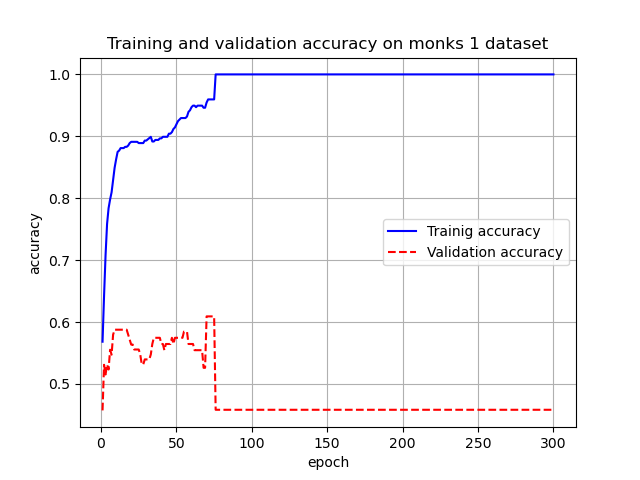 Training and validation accuracy on monks 1 dataset
1.0
0.9
0.8
0.7
0.6
0.5
accuracy
Trainig accuracy
Validation accuracy
0 50 100 150 200 250 300
epoch